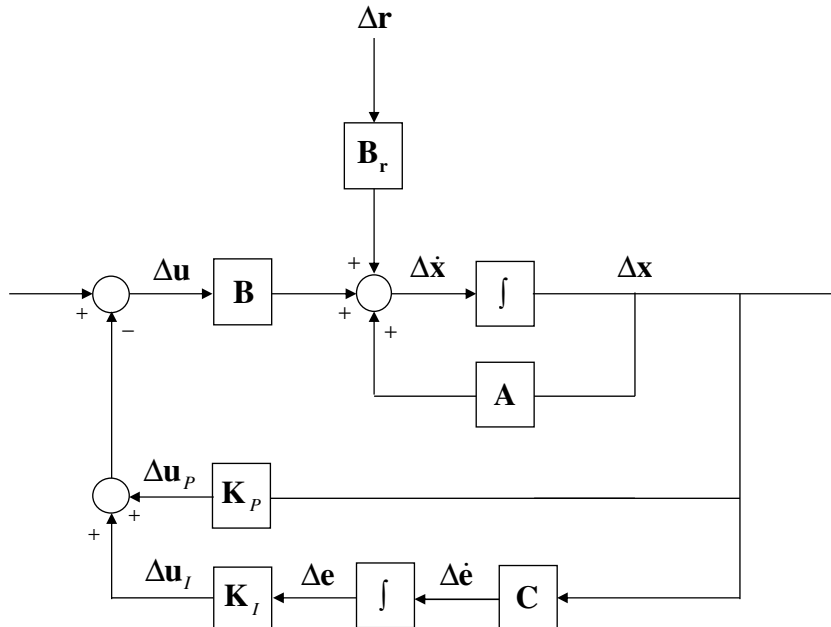 Δr
B_r
+ Δu B + + Δẋ ∫ Δx
−
+
A
Δu_P K_P
+ +
Δu_I K_I Δe ∫ Δė C